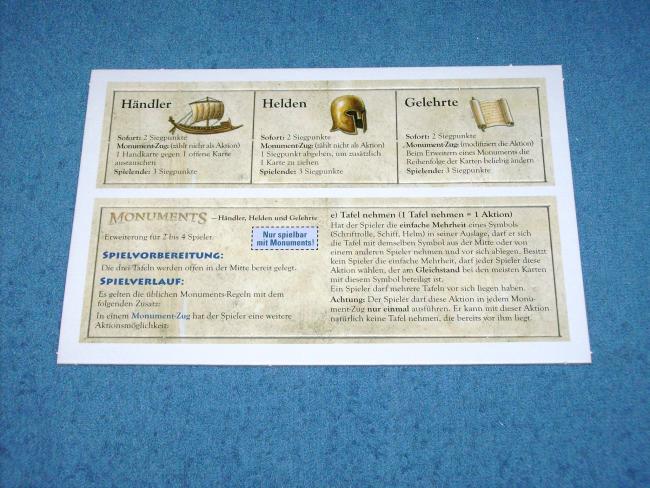 Händler
Sofort: 2 Siegpunkte
Monument-Zug: (zählt nicht als Aktion)
1 Handkarte gegen 1 offene Karte
austauschen
Spielende: 3 Siegpunkte
Helden
Sofort: 2 Siegpunkte
Monument-Zug: (zählt nicht als Aktion)
1 Siegpunkt abgeben, um zusätzlich
1 Karte zu ziehen
Spielende: 3 Siegpunkte
Gelehrte
Sofort: 2 Siegpunkte
Monument-Zug: (modifiziert die Aktion)
Beim Erweitern eines Monuments die
Reihenfolge der Karten beliebig ändern
Spielende: 3 Siegpunkte
MONUMENTS – Händler, Helden und Gelehrte
Erweiterung für 2 bis 4 Spieler.
Nur spielbar
mit Monuments!
SPIELVORBEREITUNG:
Die drei Tafeln werden offen in der Mitte bereit gelegt.
SPIELVERLAUF:
Es gelten die üblichen Monuments-Regeln mit dem
folgenden Zusatz:
In einem Monument-Zug hat der Spieler eine weitere
Aktionsmöglichkeit:
e) Tafel nehmen (1 Tafel nehmen = 1 Aktion)
Hat der Spieler die einfache Mehrheit eines Symbols
(Schriftrolle, Schiff, Helm) in seiner Auslage, darf er sich
die Tafel mit demselben Symbol aus der Mitte oder von
einem anderen Spieler nehmen und vor sich ablegen. Besitzt
kein Spieler die einfache Mehrheit, darf jeder Spieler diese
Aktion wählen, der am Gleichstand bei den meisten Karten
mit diesem Symbol beteiligt ist.
Ein Spieler darf mehrere Tafeln vor sich liegen haben.
Achtung: Der Spieler darf diese Aktion in jedem Monu-
ment-Zug nur einmal ausführen. Er kann mit dieser Aktion
natürlich keine Tafel nehmen, die bereits vor ihm liegt.